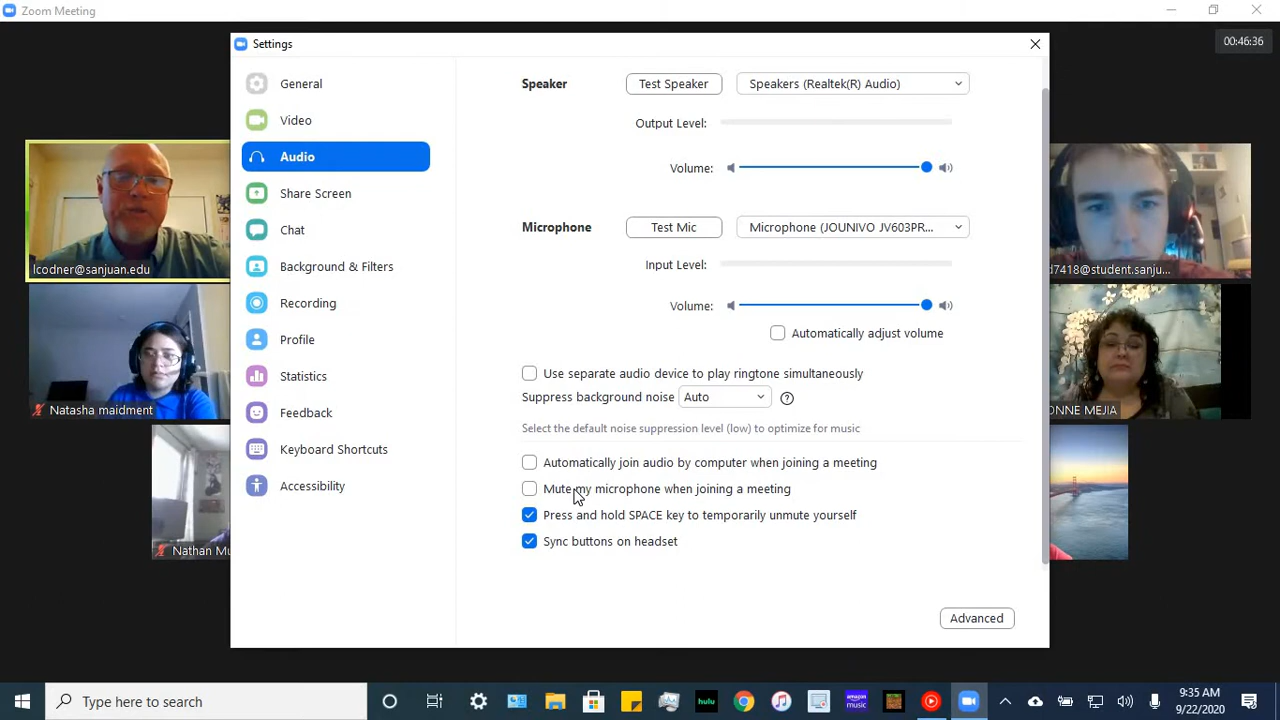 Zoom Meeting
00:46:36
Settings
General
Video
Audio
Share Screen
Chat
Background & Filters
Recording
Profile
Statistics
Feedback
Keyboard Shortcuts
Accessibility
Speaker
Test Speaker
Speakers (Realtek(R) Audio)
Output Level:
Volume:
Microphone
Test Mic
Microphone (JOUNIVO JV603PR...
Input Level:
Volume:
Automatically adjust volume
Use separate audio device to play ringtone simultaneously
Suppress background noise Auto
Select the default noise suppression level (low) to optimize for music
Automatically join audio by computer when joining a meeting
Mute my microphone when joining a meeting
Press and hold SPACE key to temporarily unmute yourself
Sync buttons on headset
Advanced
lcodner@sanjuan.edu
d7418@student.sanju...
Natasha maidment
ONNE MEJIA
Nathan Mu
Type here to search
hulu
amazon
music
9:35 AM
9/22/2020